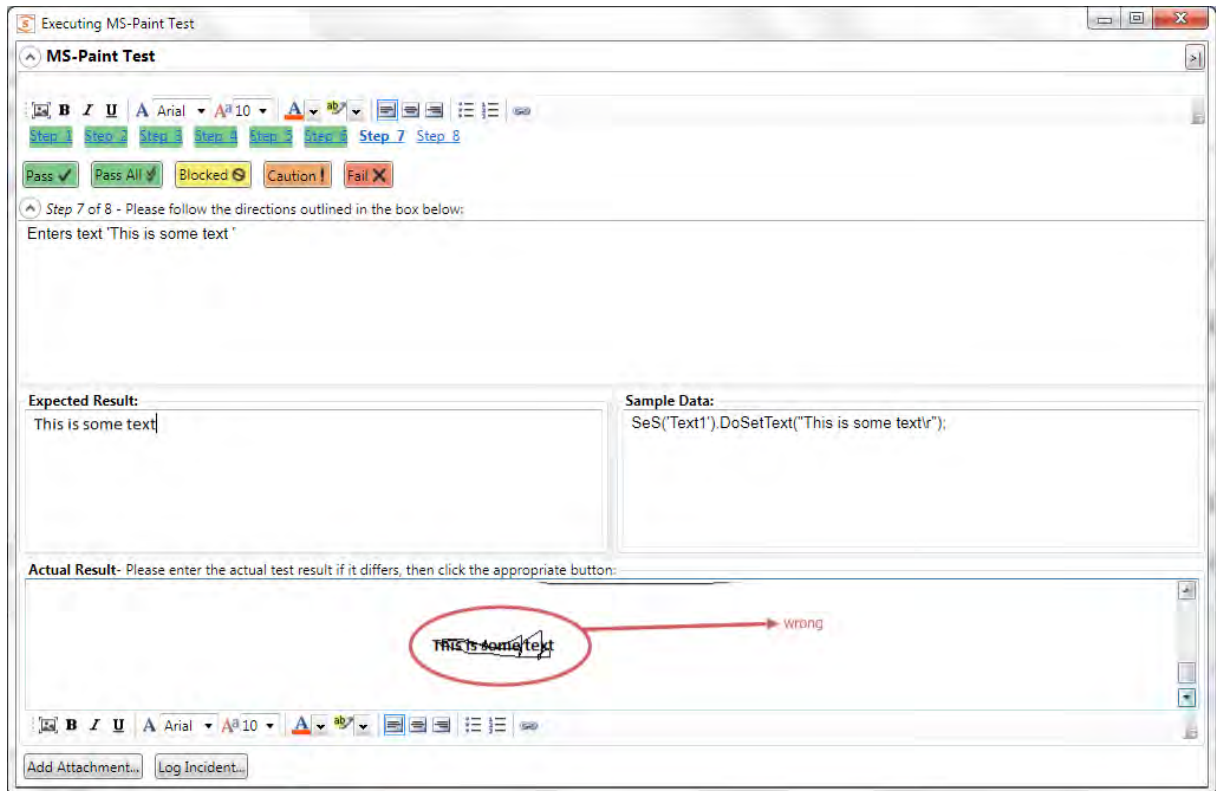 Executing MS-Paint Test
MS-Paint Test
B I U A Arial Aa 10 A ab
Step 1 Step 2 Step 3 Step 4 Step 5 Step 6 Step 7 Step 8
Pass Pass All Blocked Caution ! Fail
Step 7 of 8 - Please follow the directions outlined in the box below:
Enters text 'This is some text '
Expected Result:
This is some text
Sample Data:
SeS('Text1').DoSetText("This is some text\r");
Actual Result- Please enter the actual test result if it differs, then click the appropriate button:
This is some text
wrong
B I U A Arial Aa 10 A ab
Add Attachment... Log Incident...